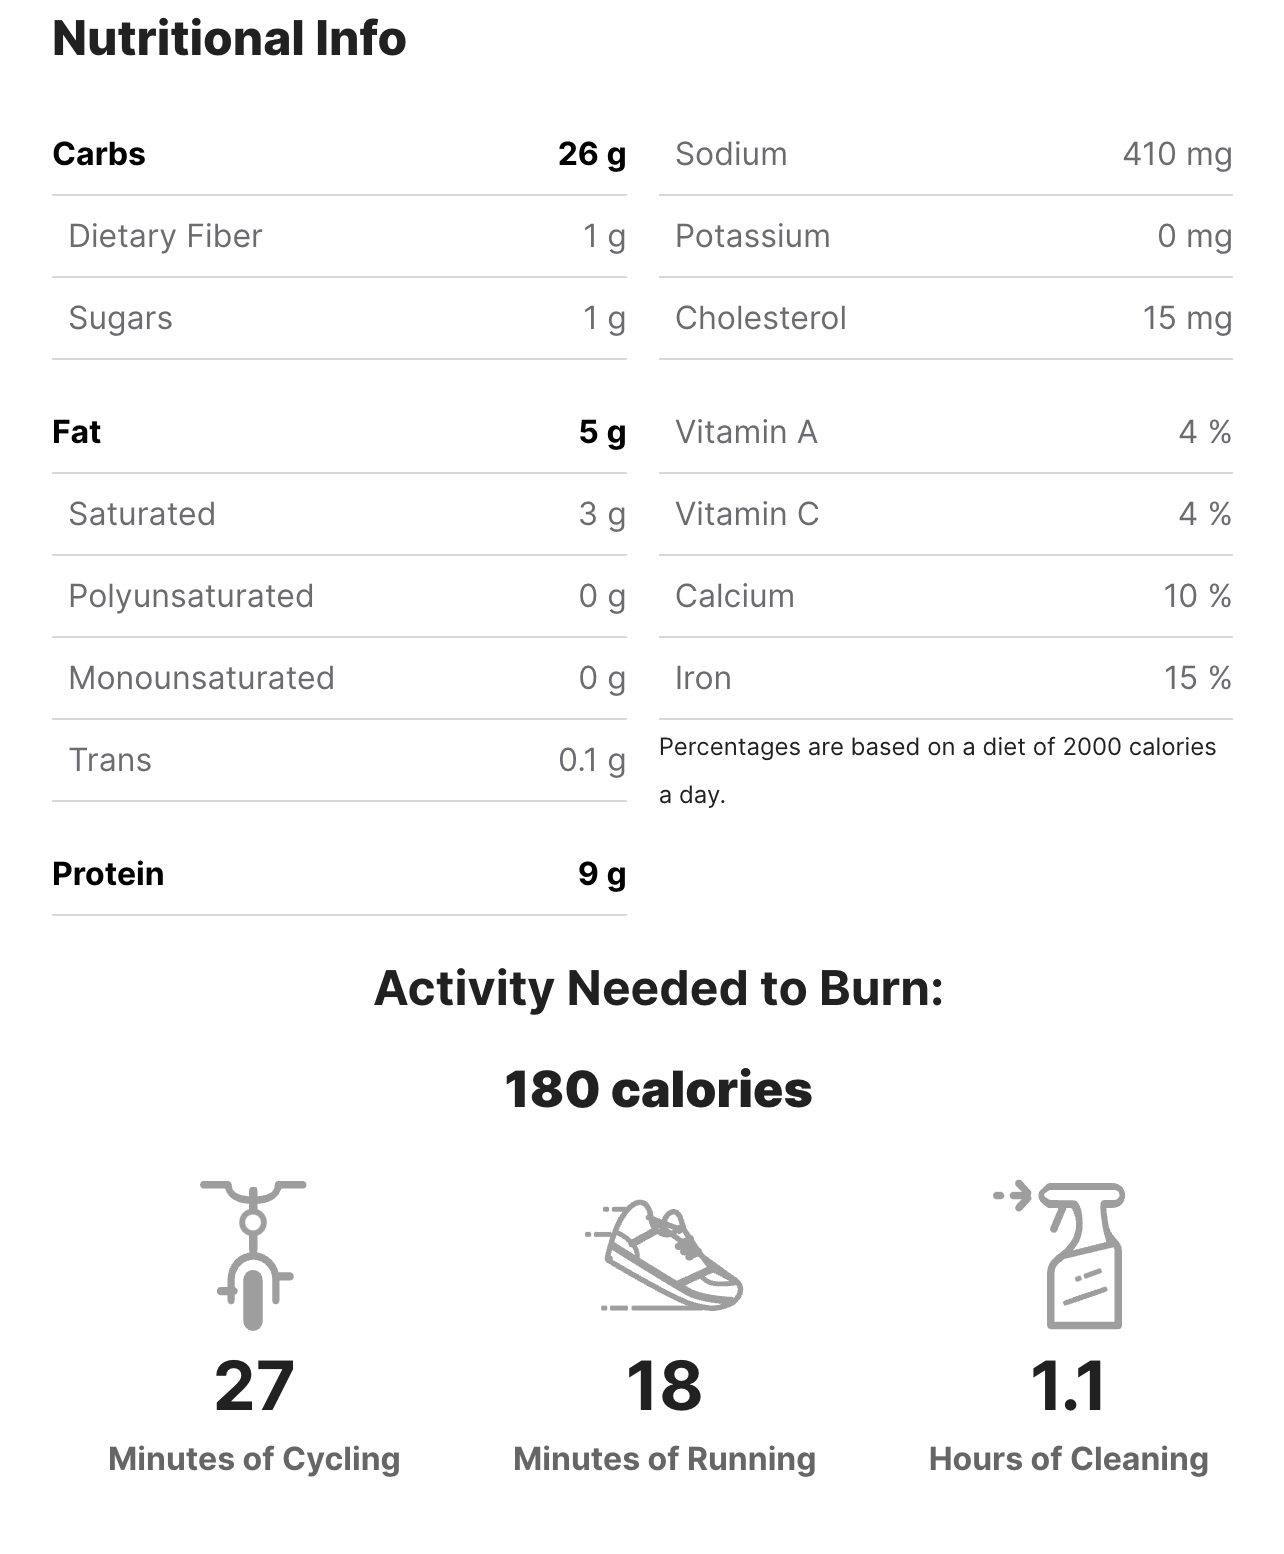 Nutritional Info
Carbs 26 g
Dietary Fiber 1 g
Sugars 1 g
Fat 5 g
Saturated 3 g
Polyunsaturated 0 g
Monounsaturated 0 g
Trans 0.1 g
Protein 9 g
Sodium 410 mg
Potassium 0 mg
Cholesterol 15 mg
Vitamin A 4 %
Vitamin C 4 %
Calcium 10 %
Iron 15 %
Percentages are based on a diet of 2000 calories
a day.
Activity Needed to Burn:
180 calories
27 18 1.1
Minutes of Cycling Minutes of Running Hours of Cleaning